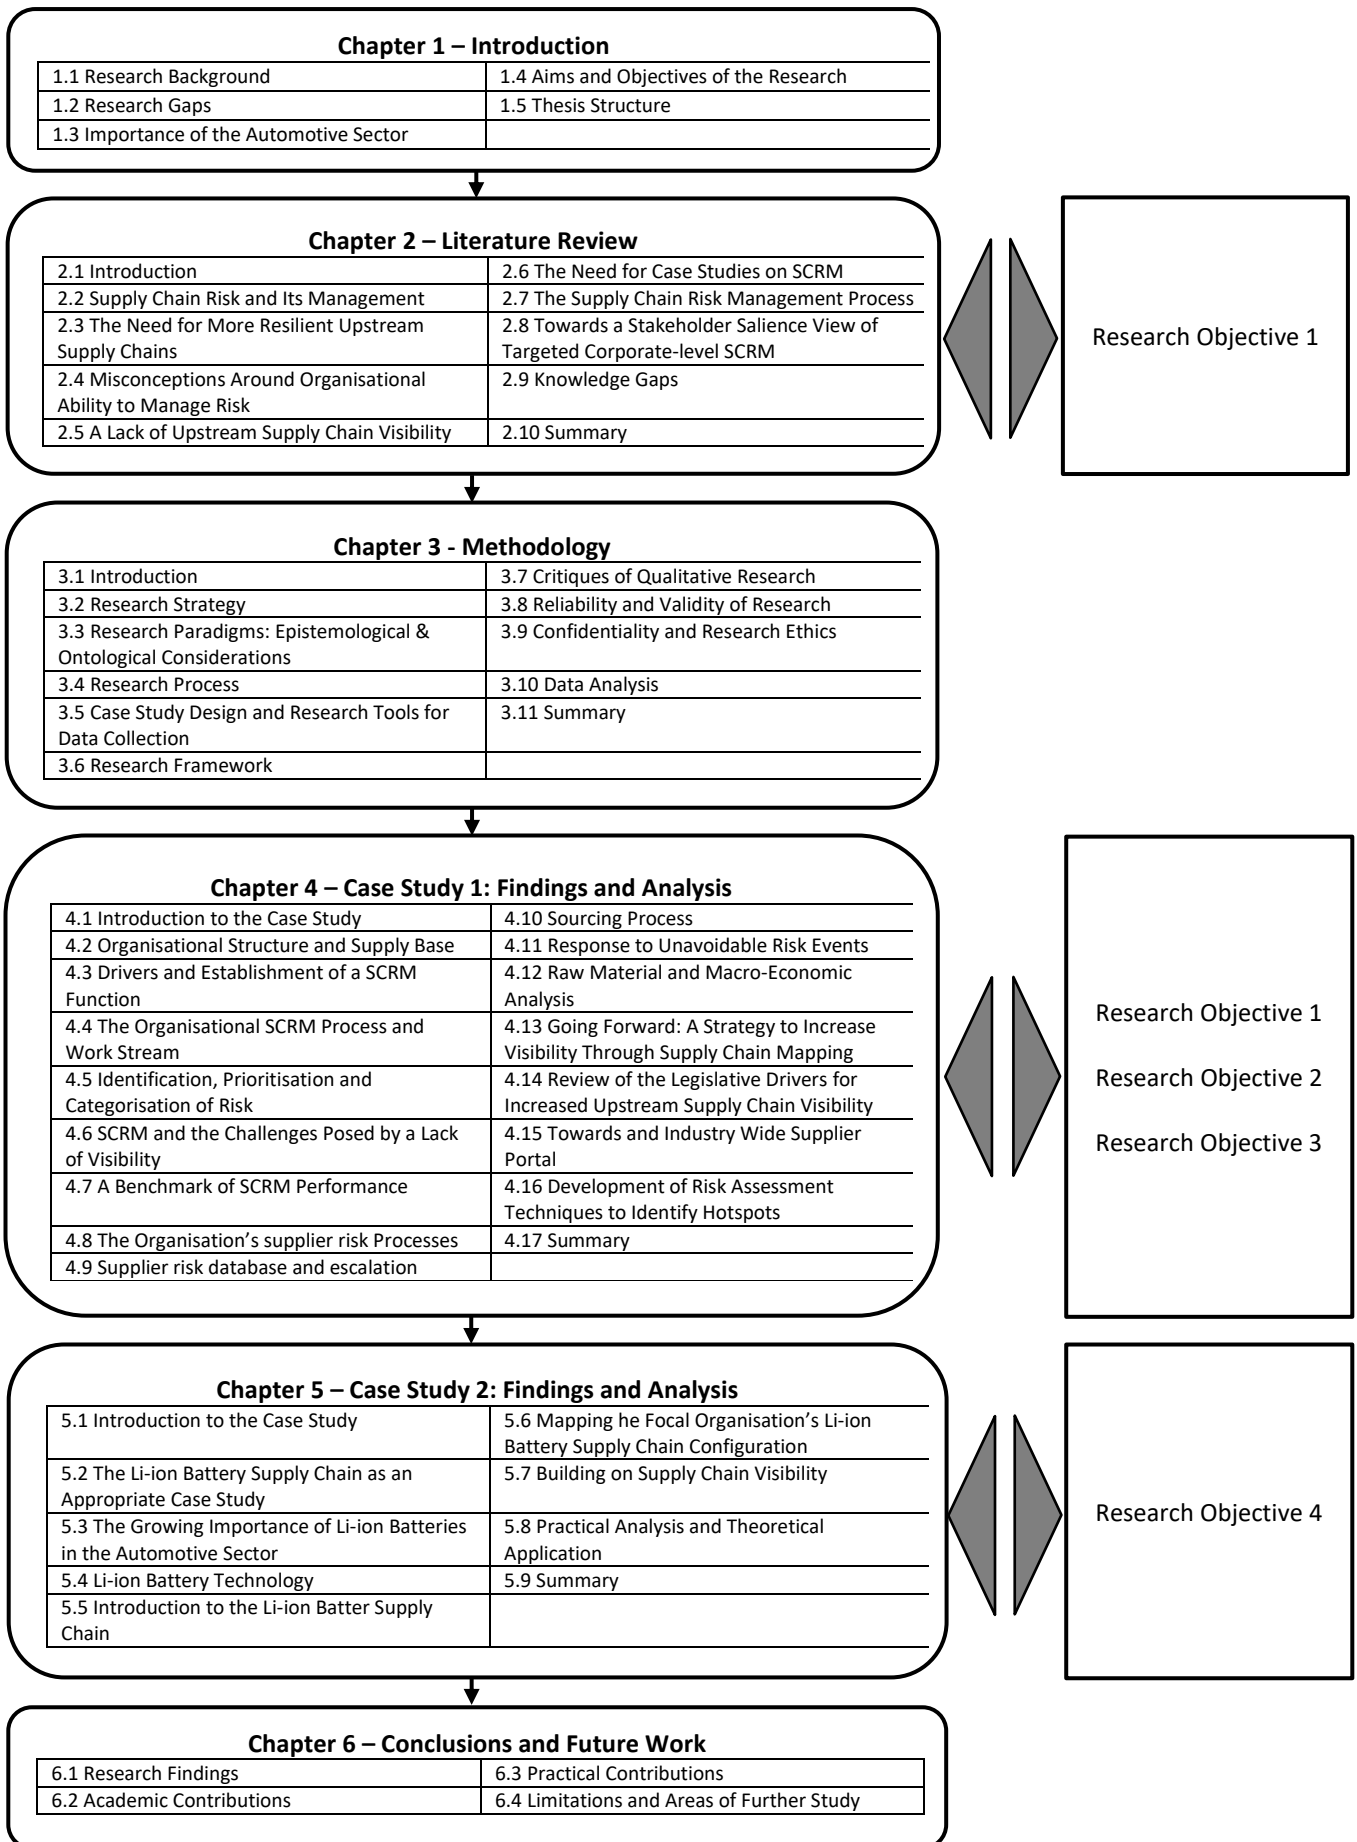 Chapter 1 – Introduction
1.1 Research Background
1.4 Aims and Objectives of the Research
1.2 Research Gaps
1.5 Thesis Structure
1.3 Importance of the Automotive Sector
Chapter 2 – Literature Review
2.1 Introduction
2.6 The Need for Case Studies on SCRM
2.2 Supply Chain Risk and Its Management
2.7 The Supply Chain Risk Management Process
2.3 The Need for More Resilient Upstream
Supply Chains
2.8 Towards a Stakeholder Salience View of
Targeted Corporate-level SCRM
2.4 Misconceptions Around Organisational
Ability to Manage Risk
2.9 Knowledge Gaps
2.5 A Lack of Upstream Supply Chain Visibility
2.10 Summary
Research Objective 1
Chapter 3 - Methodology
3.1 Introduction
3.7 Critiques of Qualitative Research
3.2 Research Strategy
3.8 Reliability and Validity of Research
3.3 Research Paradigms: Epistemological &
Ontological Considerations
3.9 Confidentiality and Research Ethics
3.4 Research Process
3.10 Data Analysis
3.5 Case Study Design and Research Tools for
Data Collection
3.11 Summary
3.6 Research Framework
Chapter 4 – Case Study 1: Findings and Analysis
4.1 Introduction to the Case Study
4.10 Sourcing Process
4.2 Organisational Structure and Supply Base
4.11 Response to Unavoidable Risk Events
4.3 Drivers and Establishment of a SCRM
Function
4.12 Raw Material and Macro-Economic
Analysis
4.4 The Organisational SCRM Process and
Work Stream
4.13 Going Forward: A Strategy to Increase
Visibility Through Supply Chain Mapping
4.5 Identification, Prioritisation and
Categorisation of Risk
4.14 Review of the Legislative Drivers for
Increased Upstream Supply Chain Visibility
4.6 SCRM and the Challenges Posed by a Lack
of Visibility
4.15 Towards and Industry Wide Supplier
Portal
4.7 A Benchmark of SCRM Performance
4.16 Development of Risk Assessment
Techniques to Identify Hotspots
4.8 The Organisation’s supplier risk Processes
4.17 Summary
4.9 Supplier risk database and escalation
Research Objective 1
Research Objective 2
Research Objective 3
Chapter 5 – Case Study 2: Findings and Analysis
5.1 Introduction to the Case Study
5.6 Mapping he Focal Organisation’s Li-ion
Battery Supply Chain Configuration
5.2 The Li-ion Battery Supply Chain as an
Appropriate Case Study
5.7 Building on Supply Chain Visibility
5.3 The Growing Importance of Li-ion Batteries
in the Automotive Sector
5.8 Practical Analysis and Theoretical
Application
5.4 Li-ion Battery Technology
5.9 Summary
5.5 Introduction to the Li-ion Batter Supply
Chain
Research Objective 4
Chapter 6 – Conclusions and Future Work
6.1 Research Findings
6.3 Practical Contributions
6.2 Academic Contributions
6.4 Limitations and Areas of Further Study